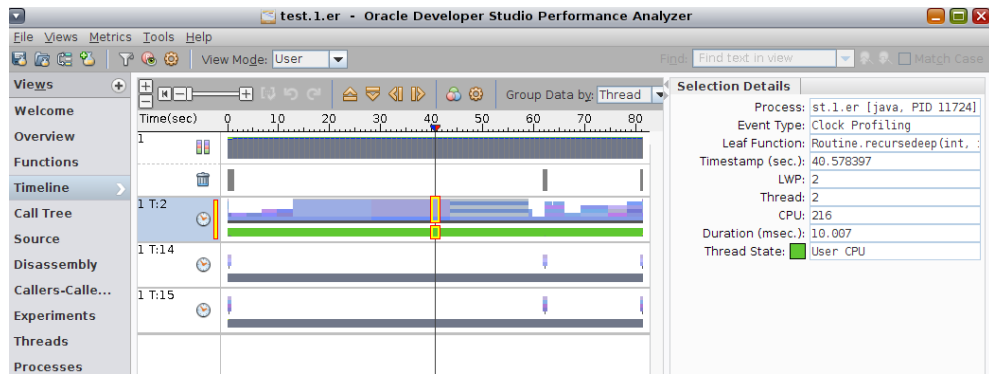 test.1.er - Oracle Developer Studio Performance Analyzer
File Views Metrics Tools Help
View Mode: User
Find: Find text in view Match Case
Views
Welcome
Overview
Functions
Timeline
Call Tree
Source
Disassembly
Callers-Calle...
Experiments
Threads
Processes
Group Data by: Thread
Time(sec) 0 10 20 30 40 50 60 70 80
1
1 T:2
1 T:14
1 T:15
Selection Details
Process: st.1.er [java, PID 11724]
Event Type: Clock Profiling
Leaf Function: Routine.recursedeep(int,
Timestamp (sec.): 40.578397
LWP: 2
Thread: 2
CPU: 216
Duration (msec.): 10.007
Thread State: User CPU